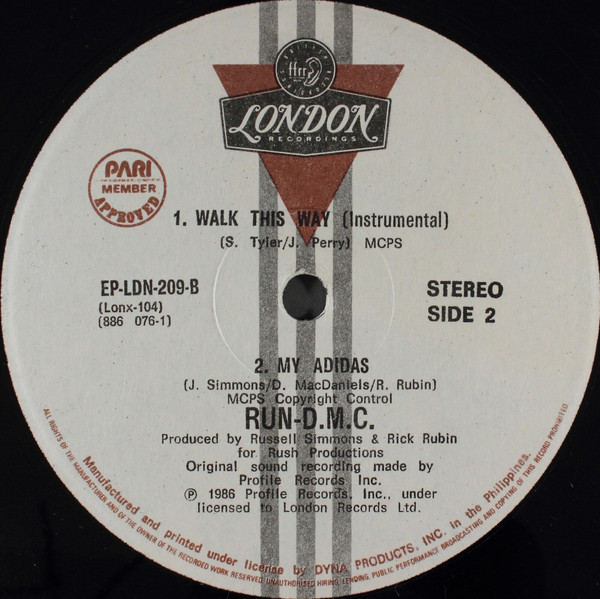 ffrr
LONDON
RECORDINGS
PARI
MEMBER
APPROVED
1. WALK THIS WAY (Instrumental)
(S. Tyler/J. Perry) MCPS
EP-LDN-209-B
(Lonx-104)
(886 076-1)
STEREO
SIDE 2
2. MY ADIDAS
(J. Simmons/D. MacDaniels/R. Rubin)
MCPS Copyright Control
RUN-D.M.C.
Produced by Russell Simmons & Rick Rubin
for Rush Productions
Original sound recording made by
Profile Records Inc.
Ⓟ 1986 Profile Records. Inc., under
licensed to London Records Ltd.
Manufactured and printed under license by DYNA PRODUCTS, INC. In the Philippines.
ALL RIGHTS OF THE MANUFACTURER AND OF THE OWNER OF THE RECORDED WORK RESERVED. UNAUTHORISED HIRING, LENDING, PUBLIC PERFORMANCE BROADCASTING AND COPYING OF THIS RECORD PROHIBITED